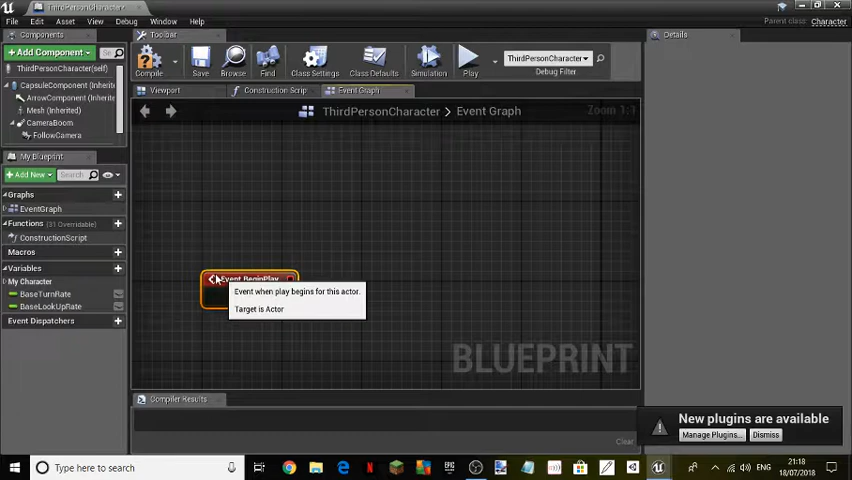 ThirdPersonCharacter
File Edit Asset View Debug Window Help
Parent class: Character
Components
Toolbar
Details
+ Add Component
Search
Compile
Save
Browse
Find
Class Settings
Class Defaults
Simulation
Play
ThirdPersonCharacter
Debug Filter
ThirdPersonCharacter(self)
CapsuleComponent (Inherite
ArrowComponent (Inherite
Mesh (Inherited)
CameraBoom
FollowCamera
Viewport
Construction Scrip
Event Graph
ThirdPersonCharacter > Event Graph
Zoom 1:1
My Blueprint
+ Add New
Search
Graphs
EventGraph
Functions (31 Overridable)
ConstructionScript
Macros
Variables
My Character
BaseTurnRate
BaseLookUpRate
Event Dispatchers
Event BeginPlay
Event when play begins for this actor.
Target is Actor
BLUEPRINT
Compiler Results
Clear
New plugins are available
Manage Plugins...
Dismiss
Type here to search
ENG
21:18
18/07/2018